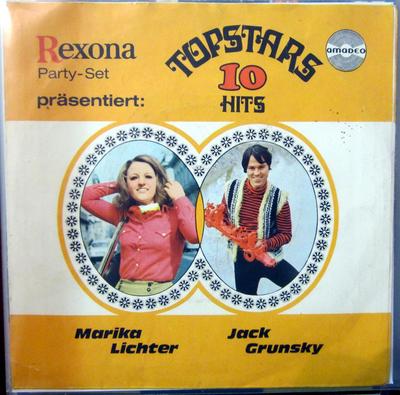 Rexona
Party-Set
präsentiert:
TOPSTARS
10
HITS
amadeo
Marika
Lichter
Jack
Grunsky